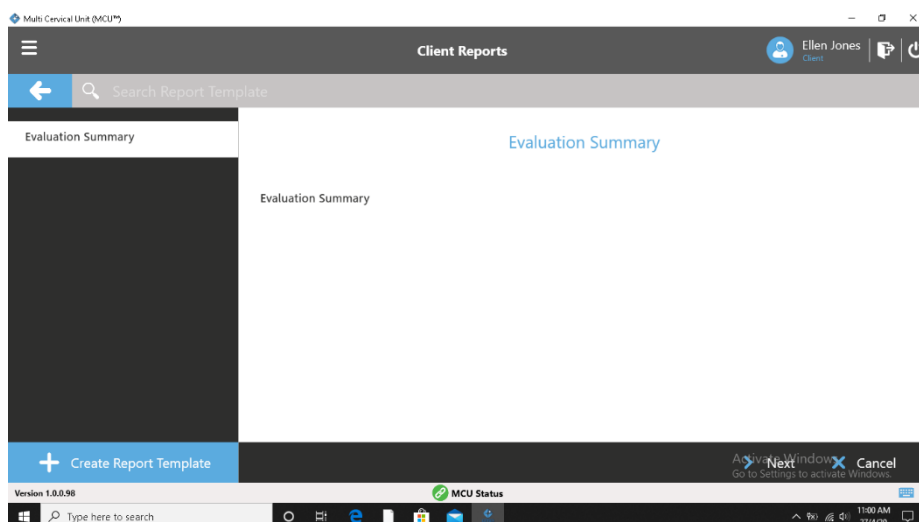 Multi Cervical Unit (MCU™)
Client Reports
Ellen Jones
Client
Search Report Template
Evaluation Summary
Evaluation Summary
Evaluation Summary
Create Report Template
Activate Windows
Go to Settings to activate Windows.
Next
Cancel
Version 1.0.0.98
MCU Status
Type here to search
11:00 AM